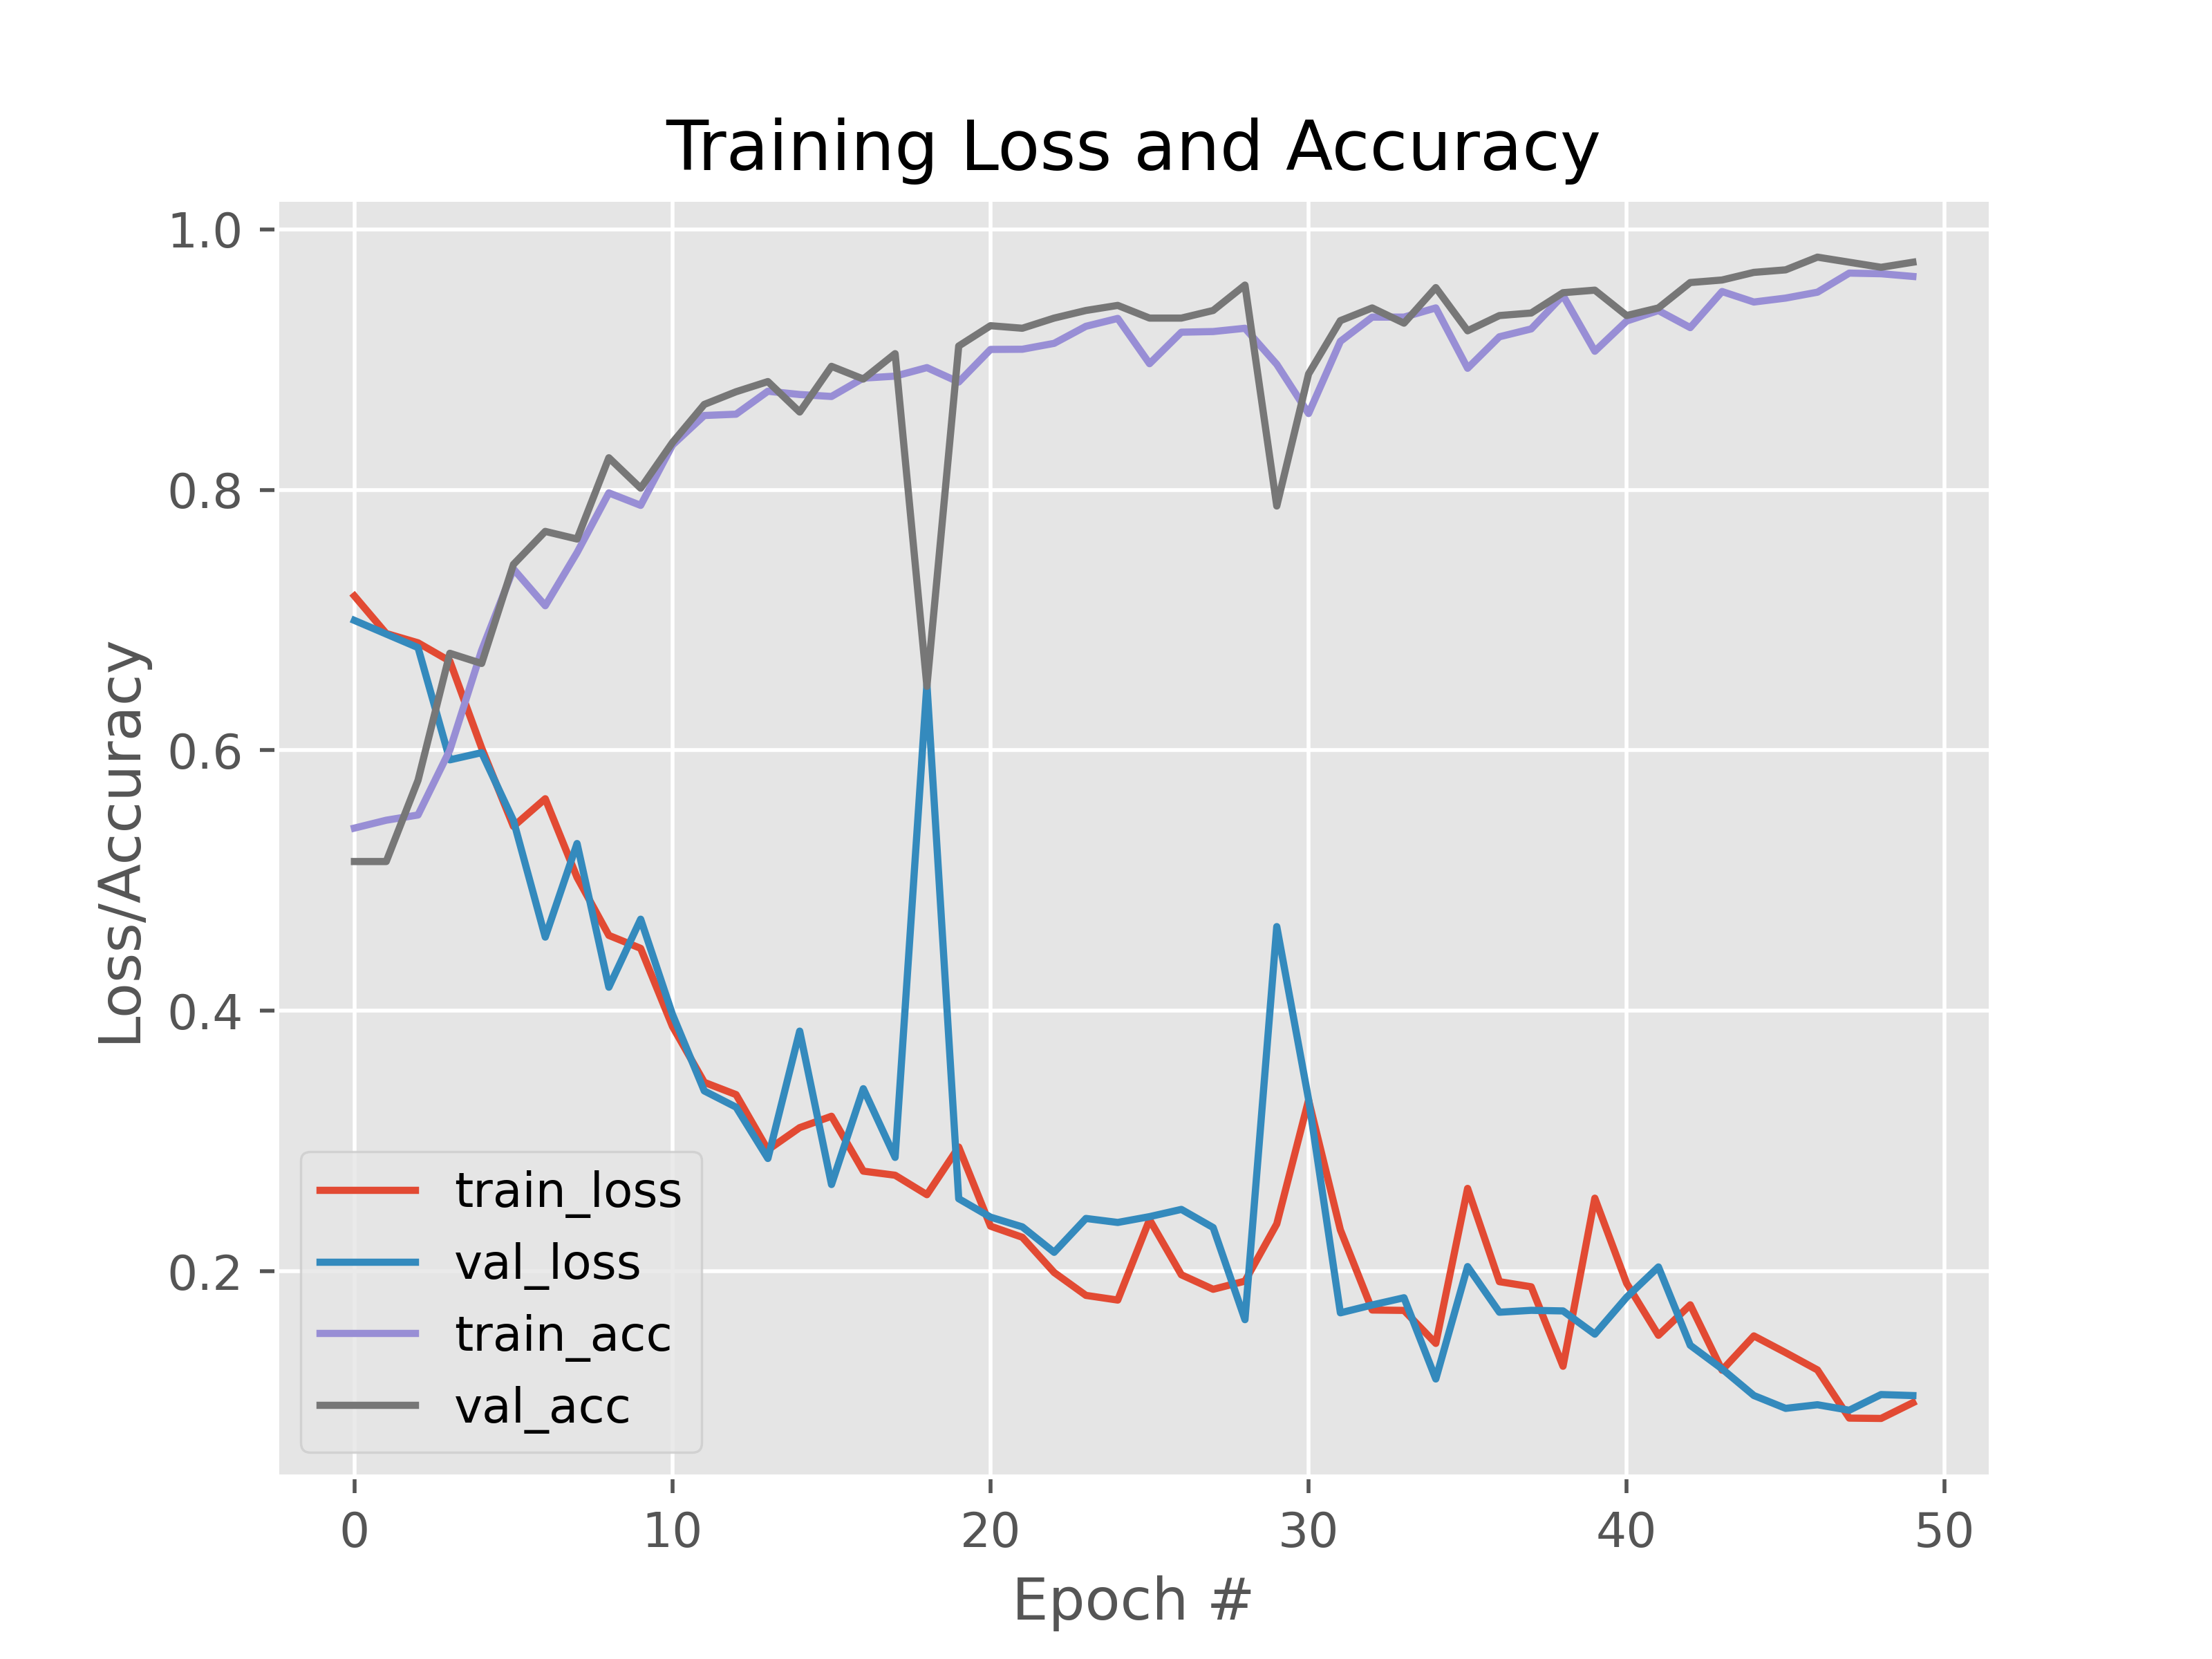 Training Loss and Accuracy
Loss/Accuracy
1.0
0.8
0.6
0.4
0.2
train_loss
val_loss
train_acc
val_acc
0 10 20 30 40 50
Epoch #